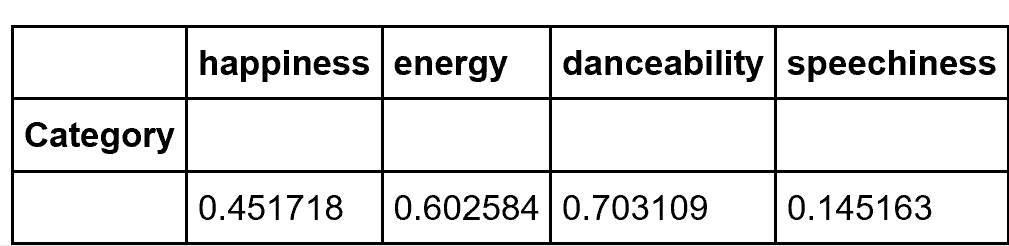 happiness energy danceability speechiness
Category
0.451718 0.602584 0.703109 0.145163